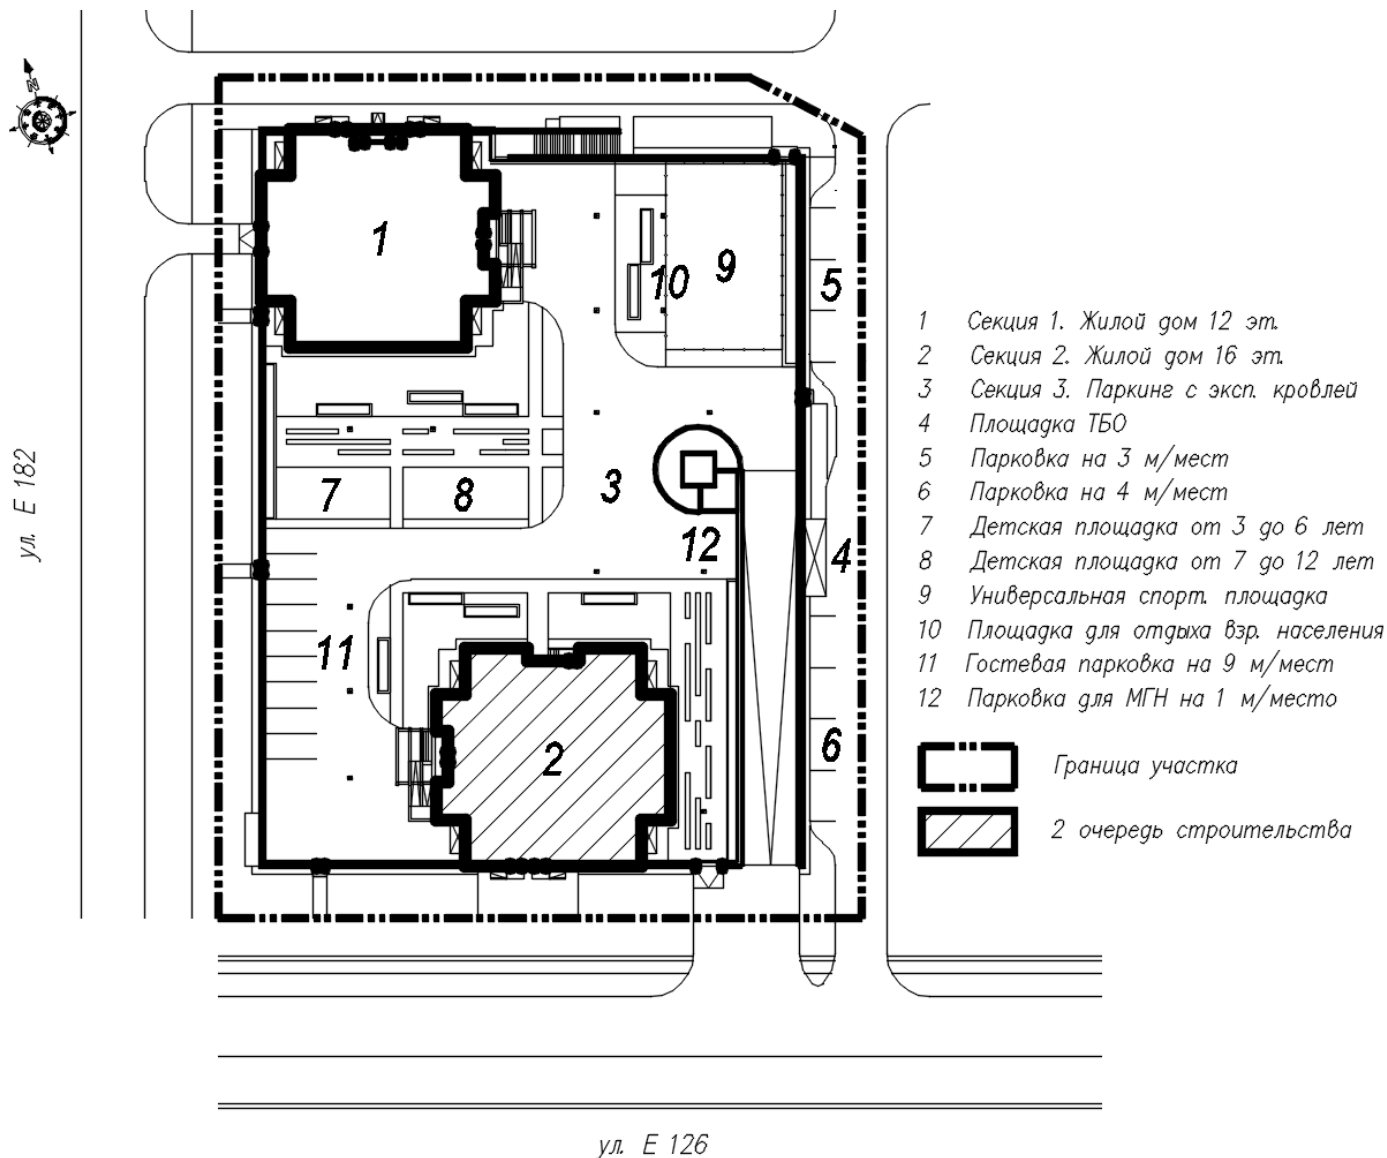 N
1
9
10
5
ул. Е 182
7
8
3
12
4
11
2
6
1 Секция 1. Жилой дом 12 эт.
2 Секция 2. Жилой дом 16 эт.
3 Секция 3. Паркинг с эксп. кровлей
4 Площадка ТБО
5 Парковка на 3 м/мест
6 Парковка на 4 м/мест
7 Детская площадка от 3 до 6 лет
8 Детская площадка от 7 до 12 лет
9 Универсальная спорт. площадка
10 Площадка для отдыха взр. населения
11 Гостевая парковка на 9 м/мест
12 Парковка для МГН на 1 м/место
Граница участка
2 очередь строительства
ул. Е 126